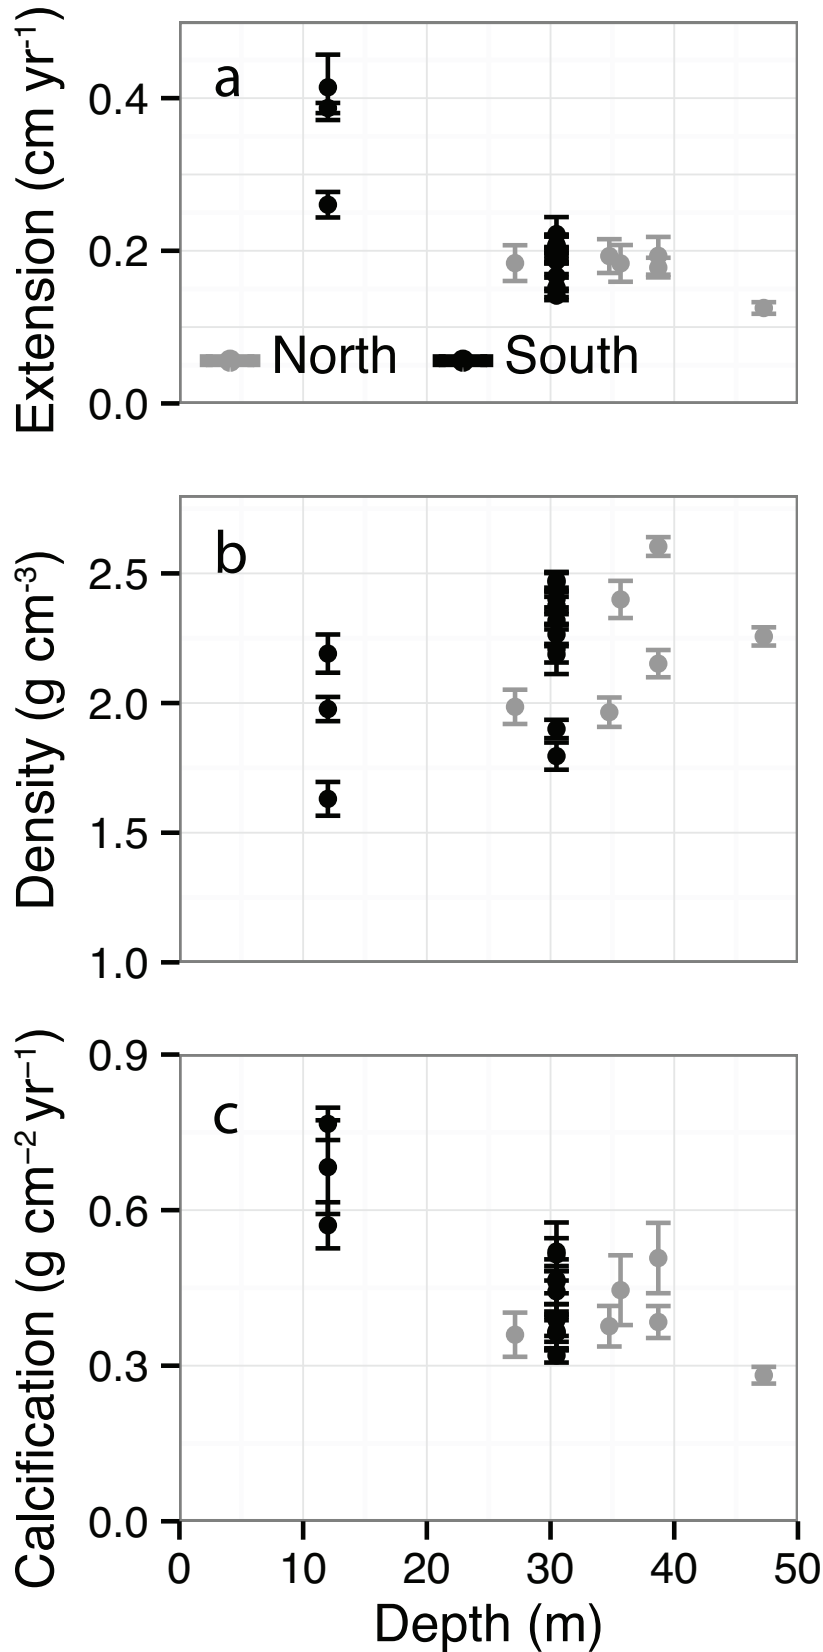 Extension (cm yr-1)
a
0.4
0.2
0.0
North South
Density (g cm-3)
b
2.5
2.0
1.5
1.0
Calcification (g cm−2 yr−1)
c
0.9
0.6
0.3
0.0
0 10 20 30 40 50
Depth (m)